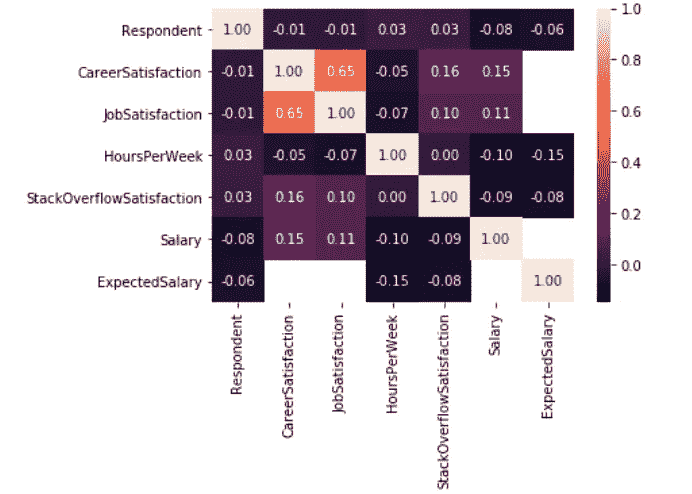 Respondent 1.00 -0.01 -0.01 0.03 0.03 -0.08 -0.06
CareerSatisfaction -0.01 1.00 0.65 -0.05 0.16 0.15
JobSatisfaction -0.01 0.65 1.00 -0.07 0.10 0.11
HoursPerWeek 0.03 -0.05 -0.07 1.00 0.00 -0.10 -0.15
StackOverflowSatisfaction 0.03 0.16 0.10 0.00 1.00 -0.09 -0.08
Salary -0.08 0.15 0.11 -0.10 -0.09 1.00
ExpectedSalary -0.06 -0.15 -0.08 1.00
Respondent
CareerSatisfaction
JobSatisfaction
HoursPerWeek
StackOverflowSatisfaction
Salary
ExpectedSalary
1.0
0.8
0.6
0.4
0.2
0.0